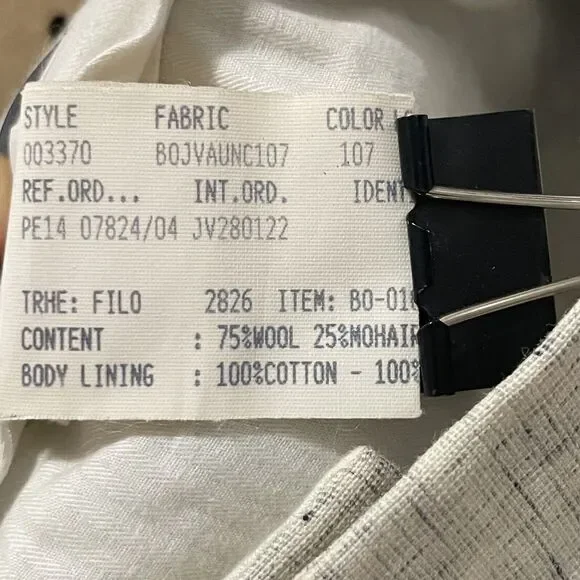 STYLE FABRIC COLOR
003370 BOJVAUNC107 107
REF.ORD... INT.ORD. IDENT
PE14 07824/04 JV280122
TRHE: FILO 2826 ITEM: BO-01
CONTENT : 75%WOOL 25%MOHAIR
BODY LINING : 100%COTTON - 100%